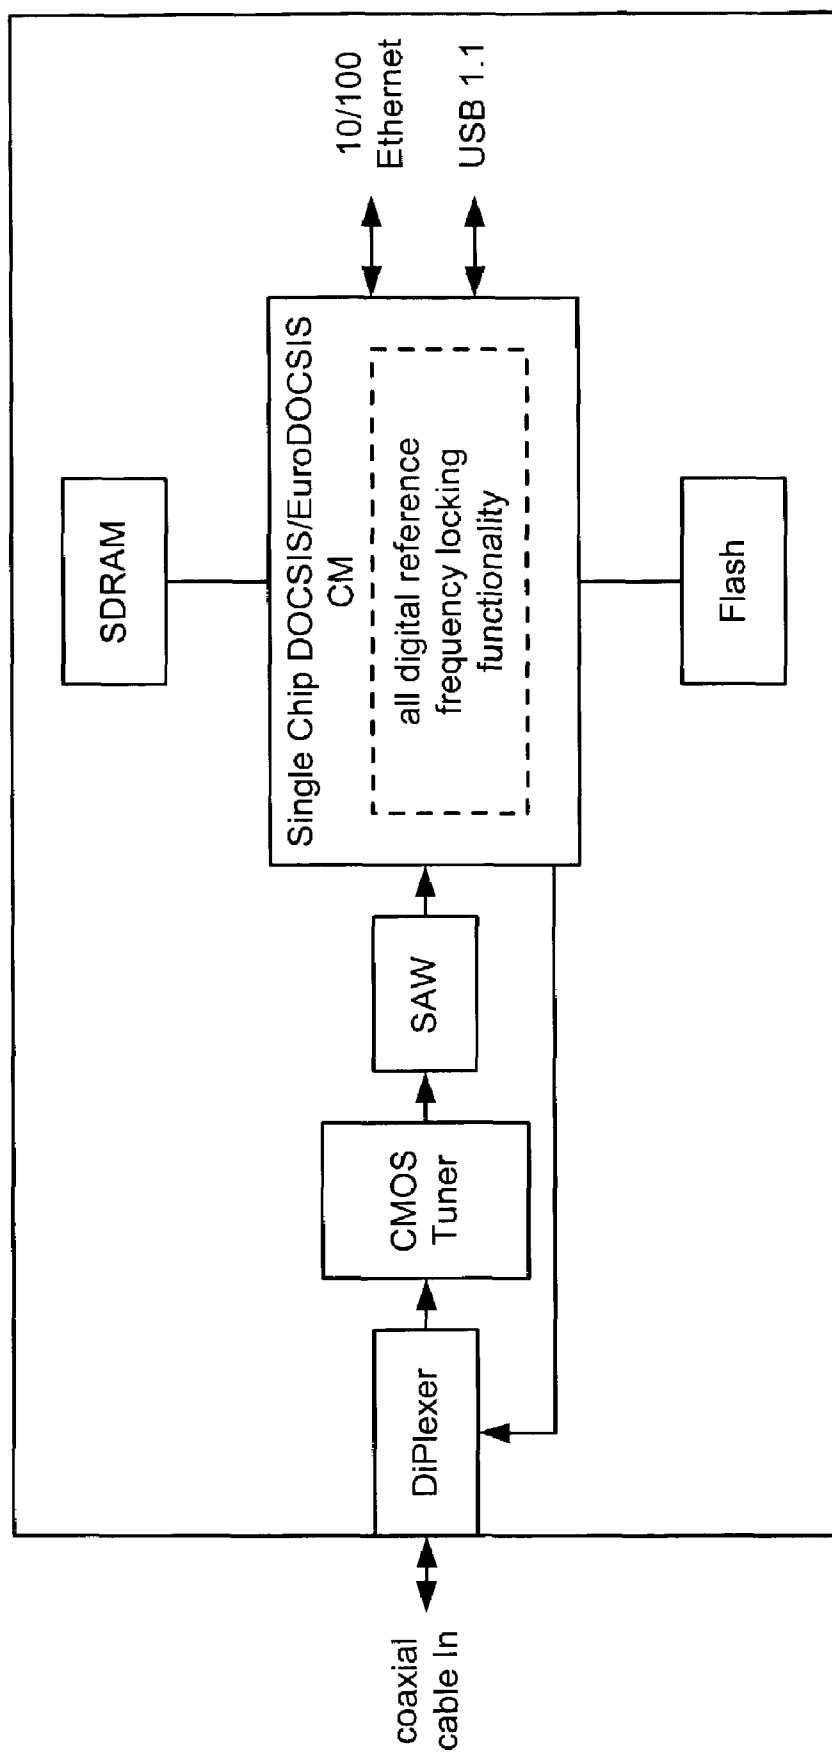 SDRAM
10/100
Ethernet
USB 1.1
Single Chip DOCSIS/EuroDOCSIS
CM
all digital reference
frequency locking
functionality
coaxial
cable In
DiPlexer
CMOS
Tuner
SAW
Flash